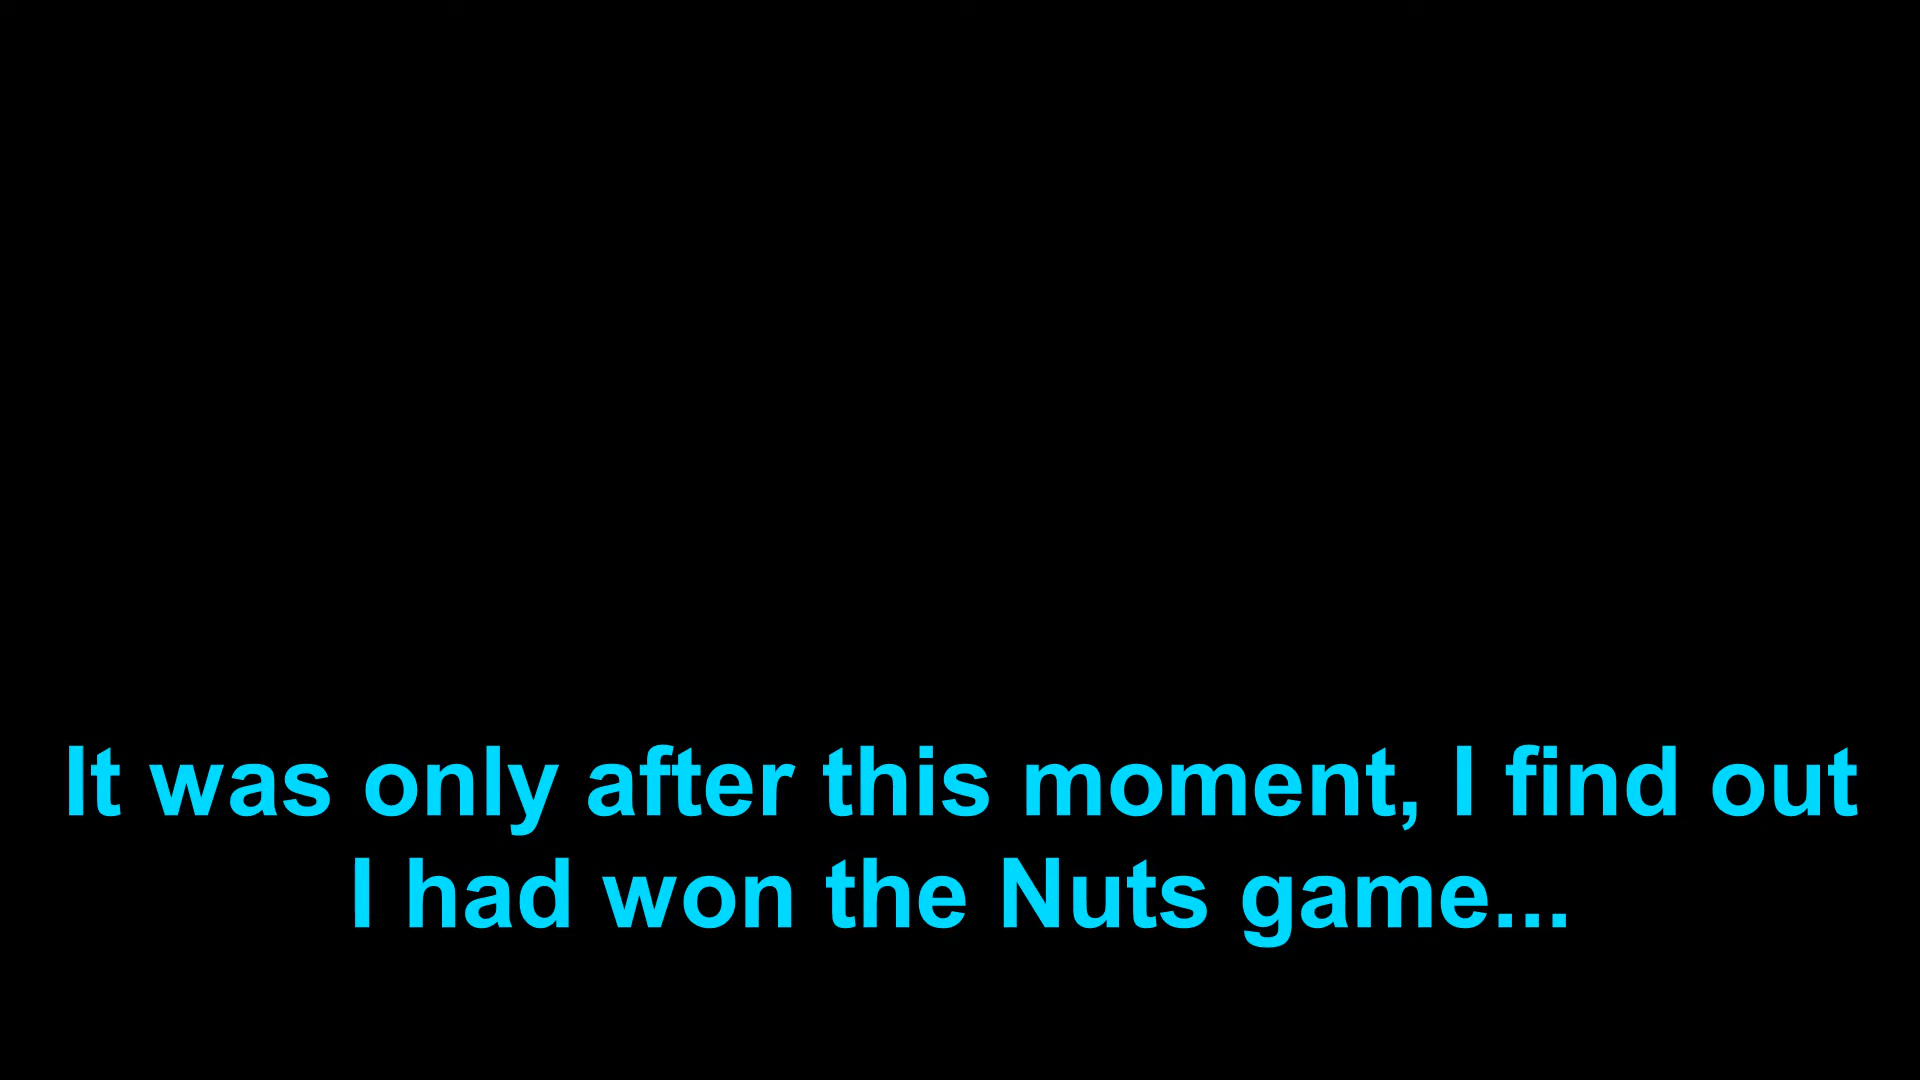 It was only after this moment, I find out
I had won the Nuts game...